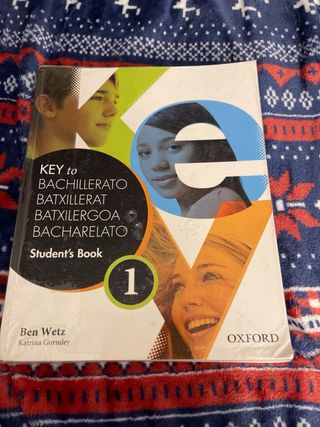 Key
KEY to
BACHILLERATO
BATXILLERAT
BATXILERGOA
BACHARELATO
Student's Book
1
Ben Wetz
Katrina Gormley
OXFORD